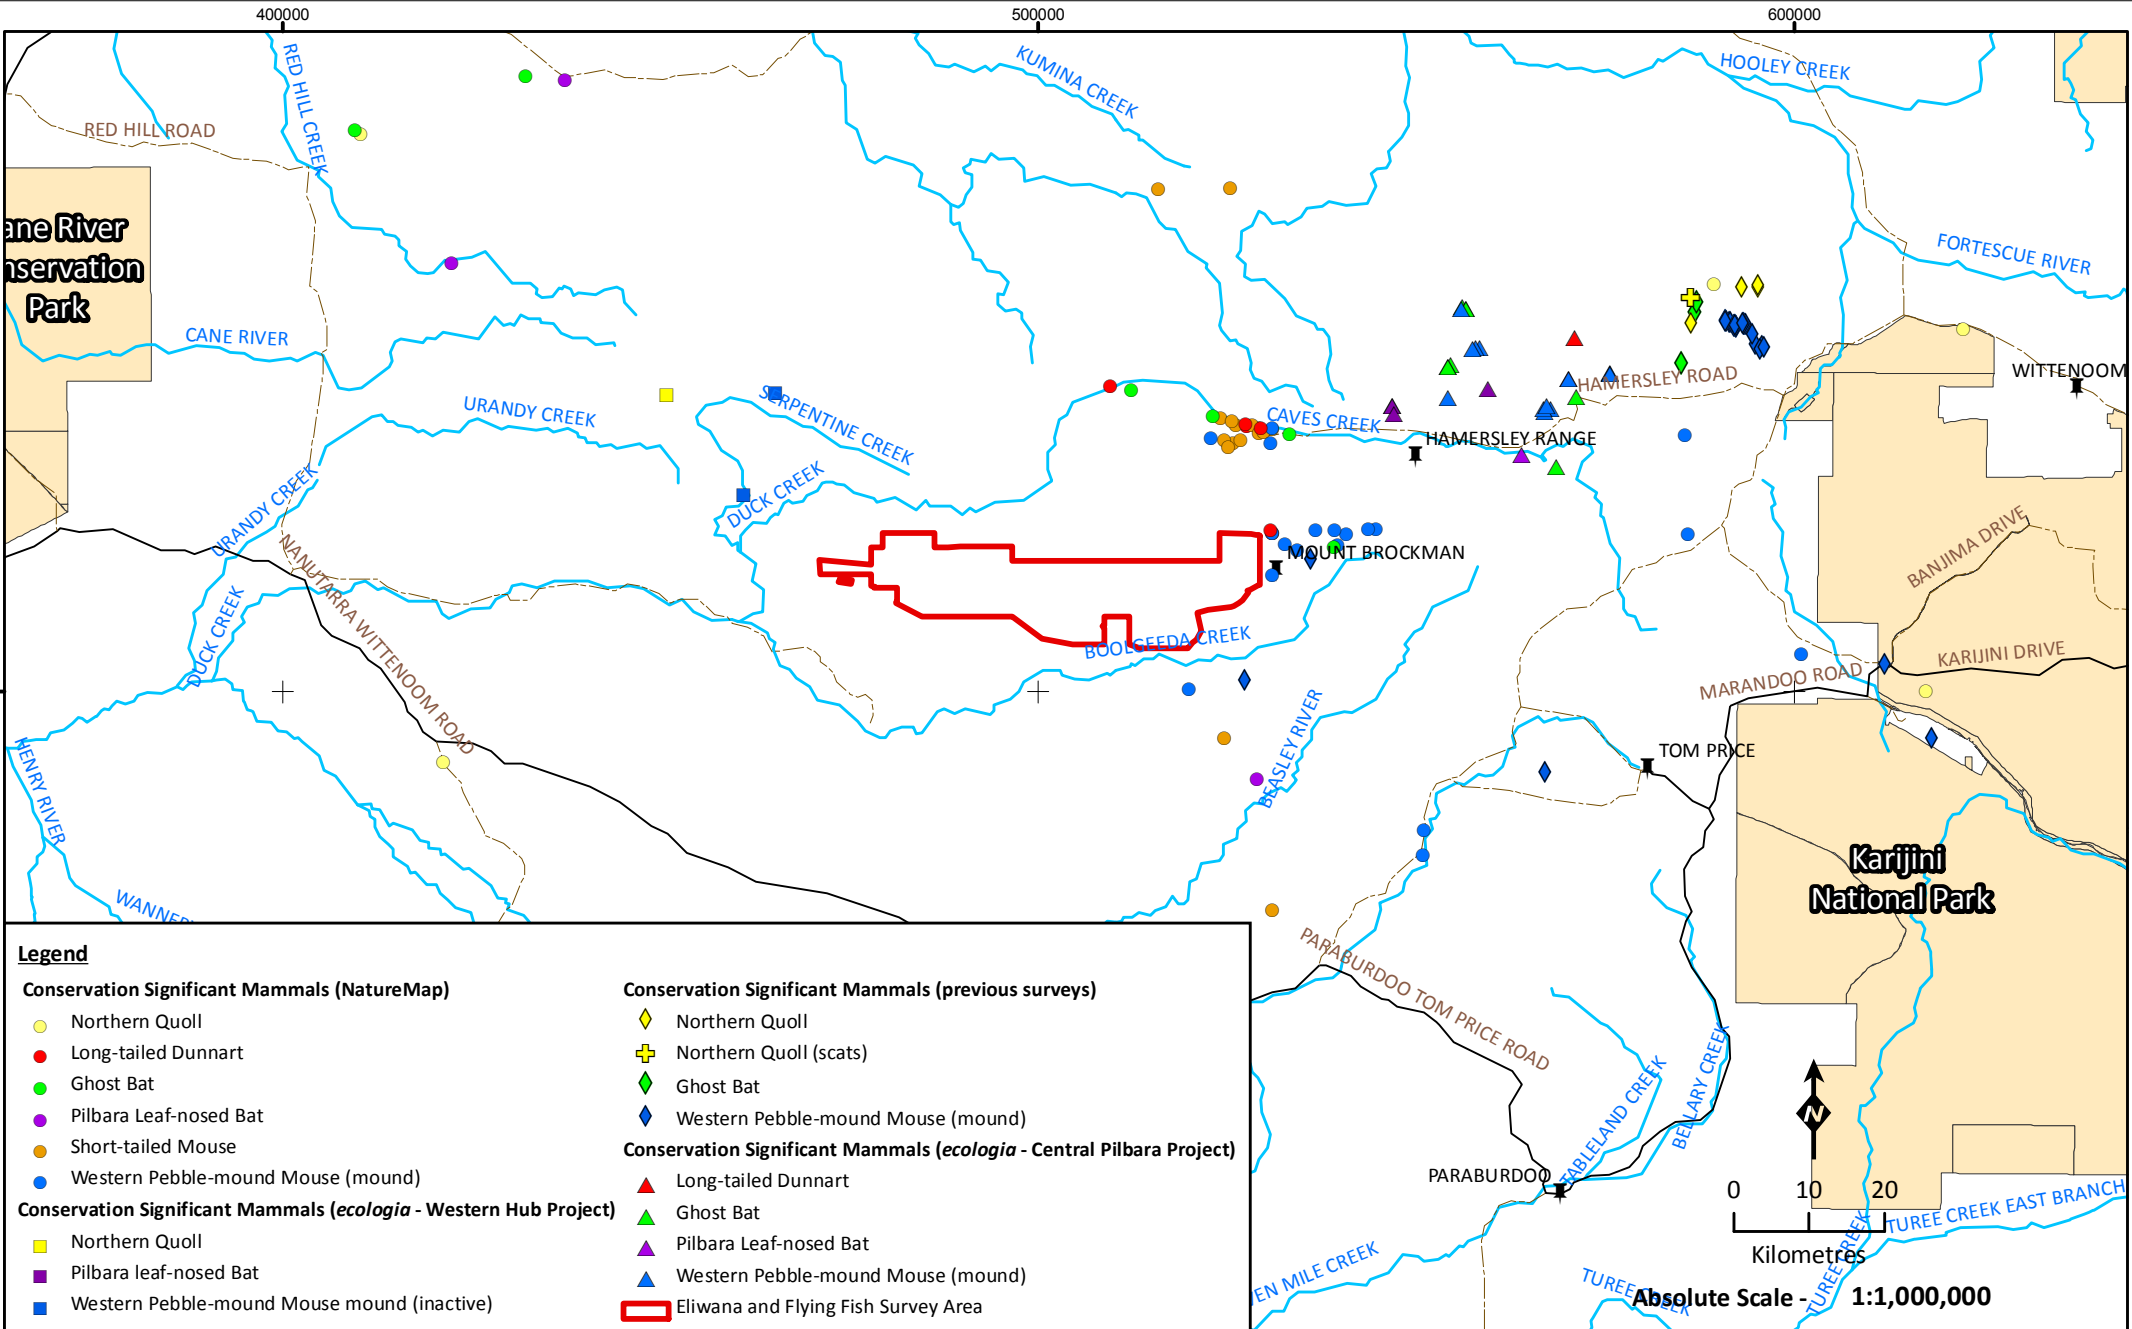 400000
500000
600000
RED HILL CREEK
KUMINA CREEK
HOOLEY CREEK
RED HILL ROAD
ane River
nservation
Park
FORTESCUE RIVER
CANE RIVER
WITTENOOM
HAMERSLEY ROAD
SERPENTINE CREEK
URANDY CREEK
CAVES CREEK
HAMERSLEY RANGE
DUCK CREEK
URANDY CREEK
NANUTARRA WITTENOOM ROAD
MOUNT BROCKMAN
BANJIMA DRIVE
DUCK CREEK
BOOLGEEDA CREEK
KARIJINI DRIVE
MARANDOO ROAD
BEASLEY RIVER
HENRY RIVER
TOM PRICE
Karijini
National Park
WANNER
PARABURDOO TOM PRICE ROAD
BELLARY CREEK
TABLELAND CREEK
PARABURDOO
N
0 10 20
Kilometres
TUREE CREEK EAST BRANCH
TUREE CREEK
EN MILE CREEK
TUREE CREEK
Absolute Scale - 1:1,000,000
Legend
Conservation Significant Mammals (NatureMap)
Northern Quoll
Long-tailed Dunnart
Ghost Bat
Pilbara Leaf-nosed Bat
Short-tailed Mouse
Western Pebble-mound Mouse (mound)
Conservation Significant Mammals (ecologia - Western Hub Project)
Northern Quoll
Pilbara leaf-nosed Bat
Western Pebble-mound Mouse mound (inactive)
Conservation Significant Mammals (previous surveys)
Northern Quoll
Northern Quoll (scats)
Ghost Bat
Western Pebble-mound Mouse (mound)
Conservation Significant Mammals (ecologia - Central Pilbara Project)
Long-tailed Dunnart
Ghost Bat
Pilbara Leaf-nosed Bat
Western Pebble-mound Mouse (mound)
Eliwana and Flying Fish Survey Area